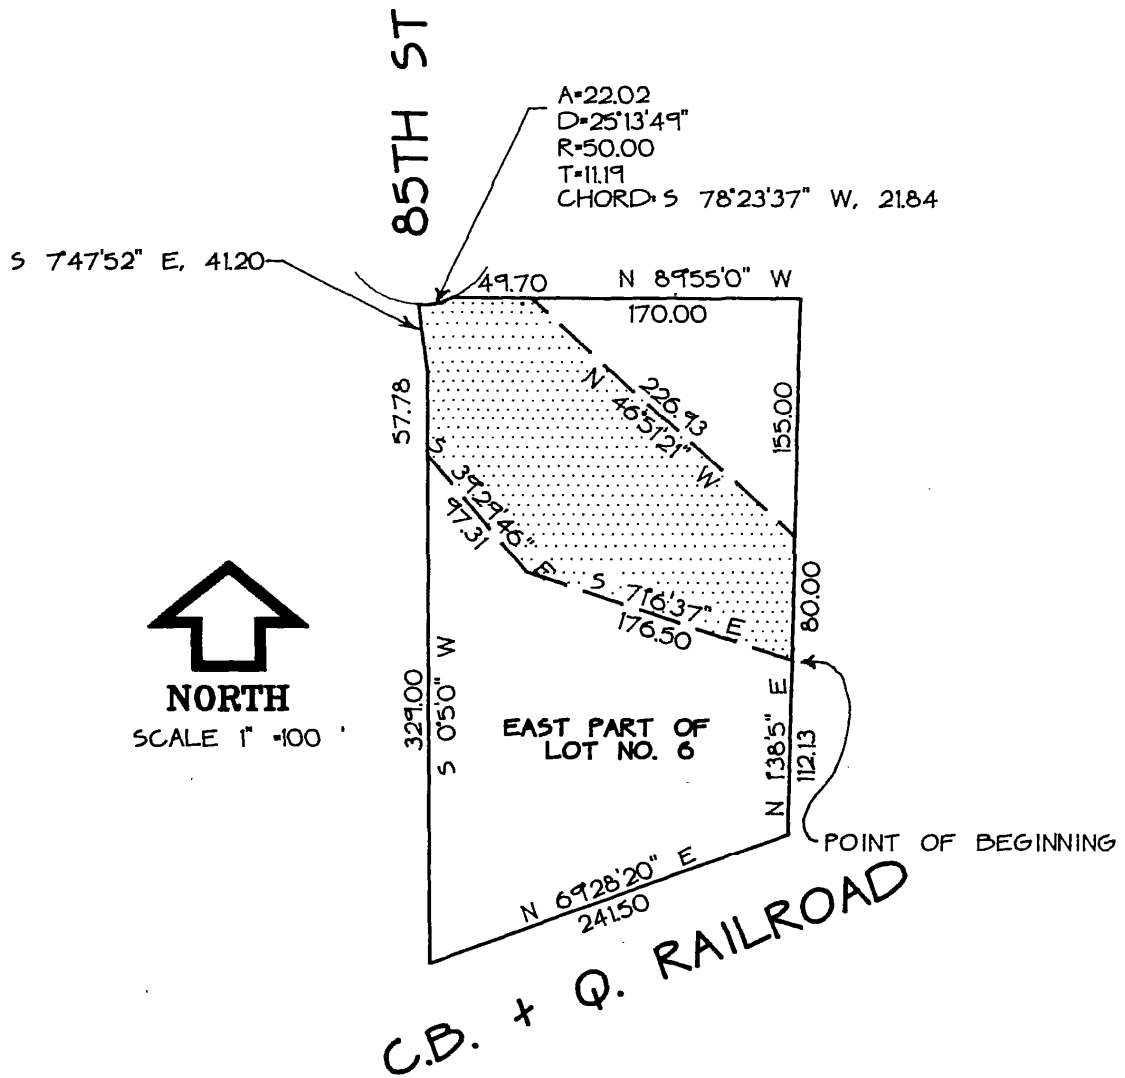 85TH ST
A=22.02
D=25°13'49"
R=50.00
T=11.19
CHORD: S 78°23'37" W, 21.84
S 7°47'52" E, 41.20
49.70
N 89°55'0" W
170.00
57.78
226.93
N 46°51'21" W
155.00
S 39°29'46" E
97.31
S 71°6'37" E
176.50
80.00
NORTH
SCALE 1" =100 '
329.00
S 0°5'0" W
EAST PART OF
LOT NO. 6
N 1°38'5" E
112.13
POINT OF BEGINNING
N 69°28'20" E
241.50
C.B. + Q. RAILROAD